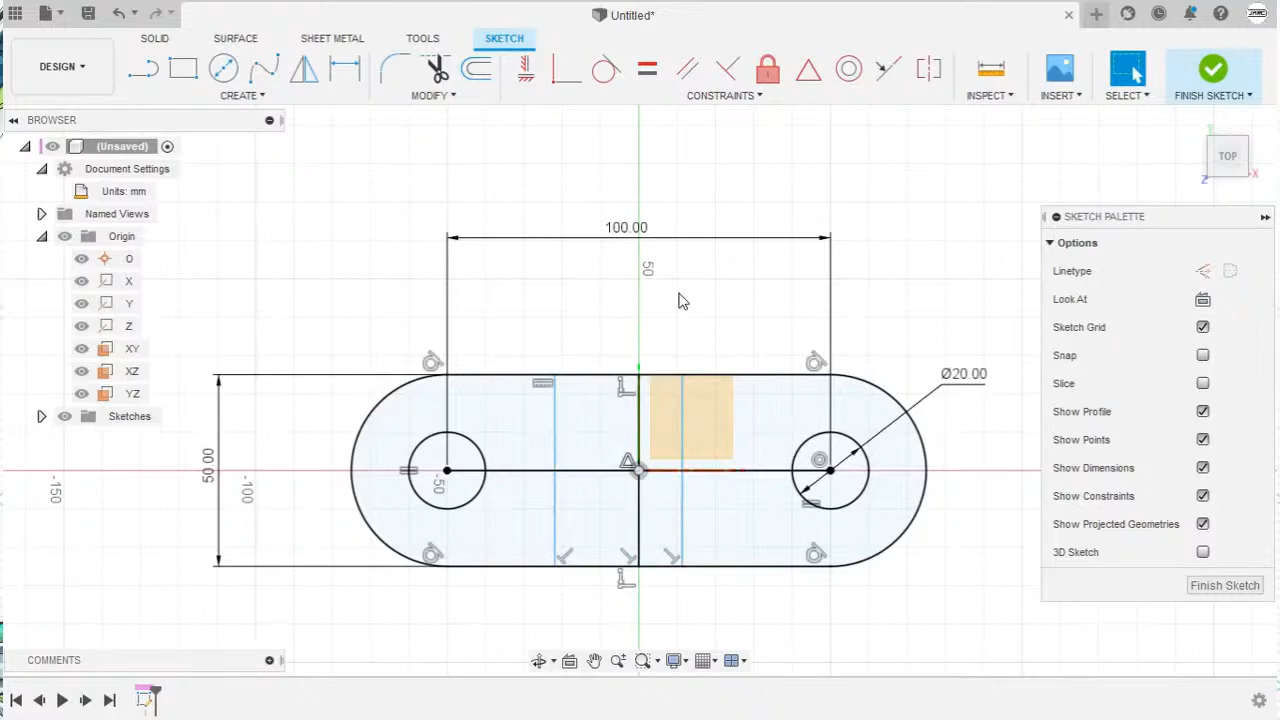 Untitled*
SOLID SURFACE SHEET METAL TOOLS SKETCH
DESIGN
CREATE MODIFY CONSTRAINTS INSPECT INSERT SELECT FINISH SKETCH
BROWSER
(Unsaved)
Document Settings
Units: mm
Named Views
Origin
O
X
Y
Z
XY
XZ
YZ
Sketches
TOP
X
Z
SKETCH PALETTE
Options
Linetype
Look At
Sketch Grid
Snap
Slice
Show Profile
Show Points
Show Dimensions
Show Constraints
Show Projected Geometries
3D Sketch
Finish Sketch
100.00
50
Ø20.00
50.00
-150
-100
-50
COMMENTS